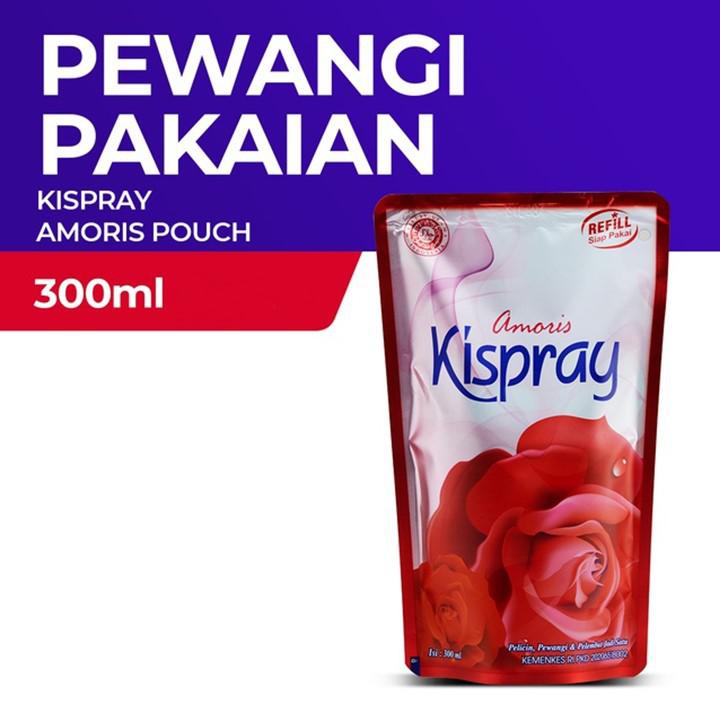 PEWANGI
PAKAIAN
KISPRAY
AMORIS POUCH
300ml
REFILL
Siap Pakai
Amoris
Kispray
Isi : 300 ml
Pelicin, Pewangi & Pelembut Jadi Satu
KEMENKES RI PKD